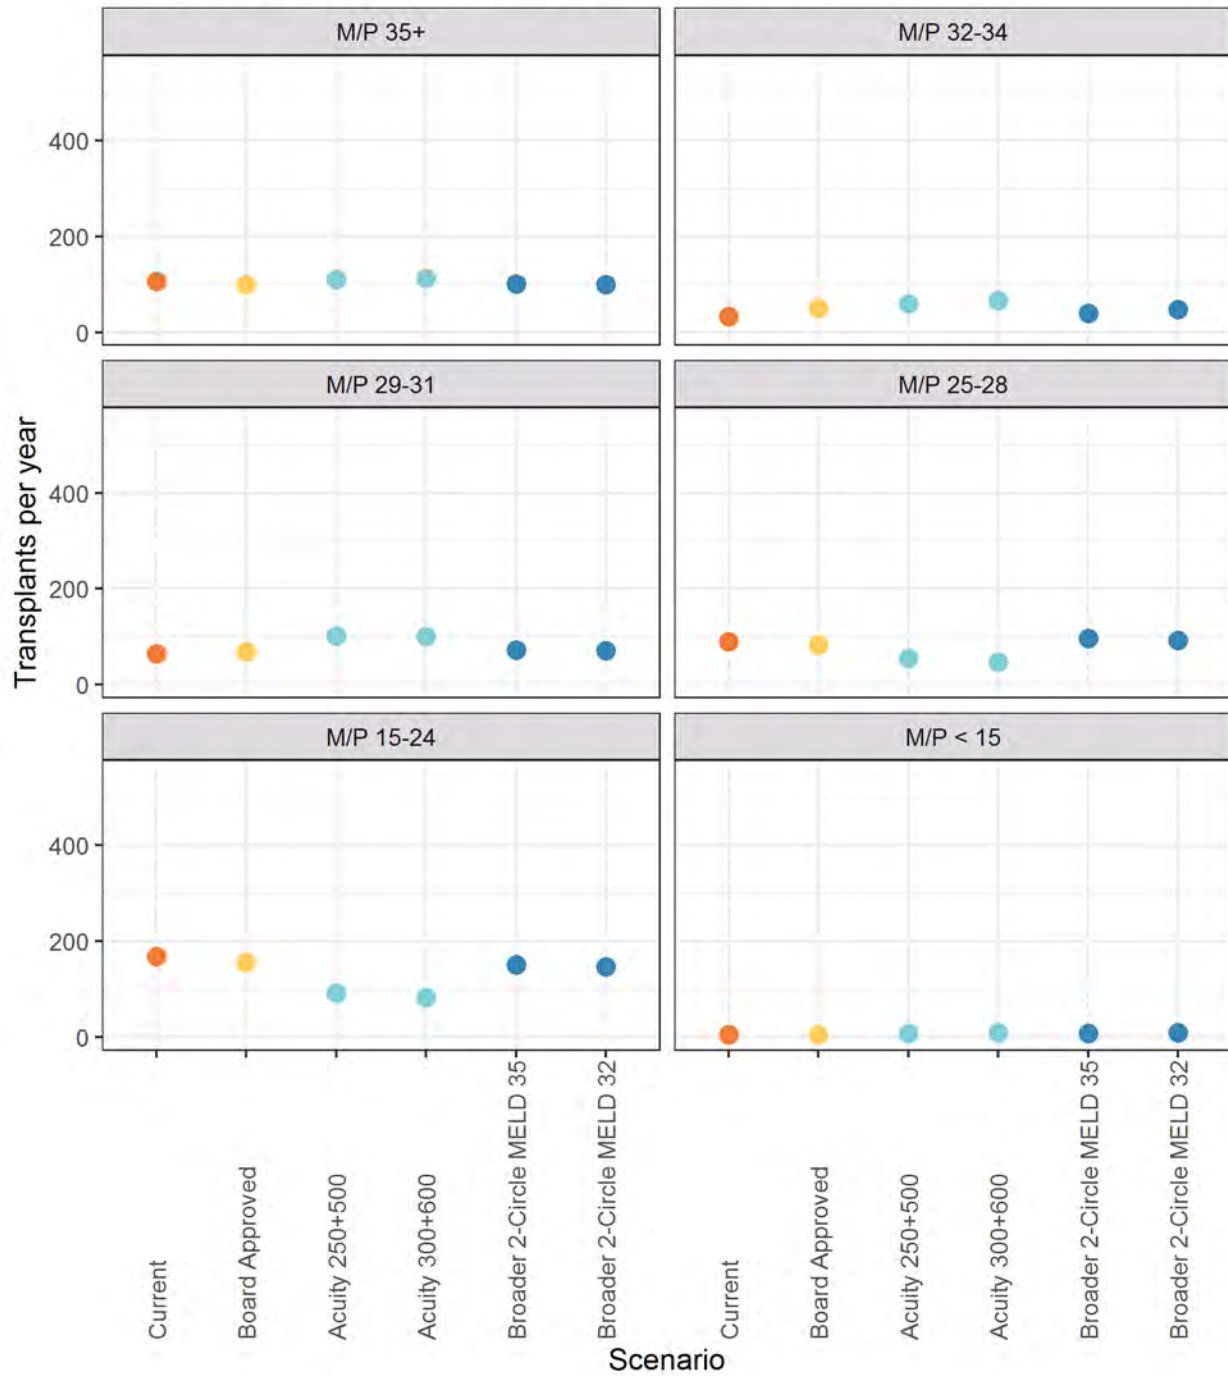 M/P 35+
M/P 32-34
400
200
0
M/P 29-31
M/P 25-28
400
200
0
M/P 15-24
M/P < 15
400
200
0
Transplants per year
Current
Board Approved
Acuity 250+500
Acuity 300+600
Broader 2-Circle MELD 35
Broader 2-Circle MELD 32
Current
Board Approved
Acuity 250+500
Acuity 300+600
Broader 2-Circle MELD 35
Broader 2-Circle MELD 32
Scenario